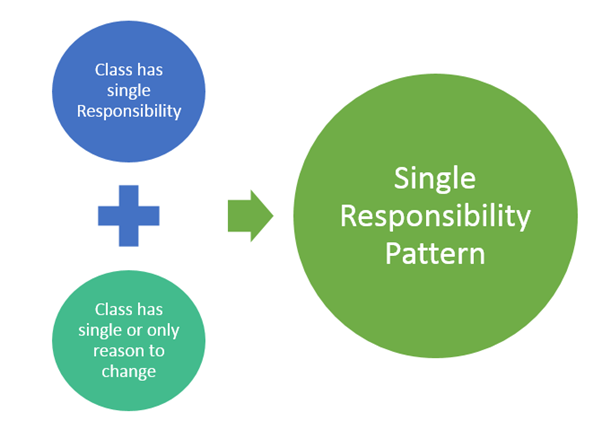 Class has
single
Responsibility
Class has
single or only
reason to
change
Single
Responsibility
Pattern